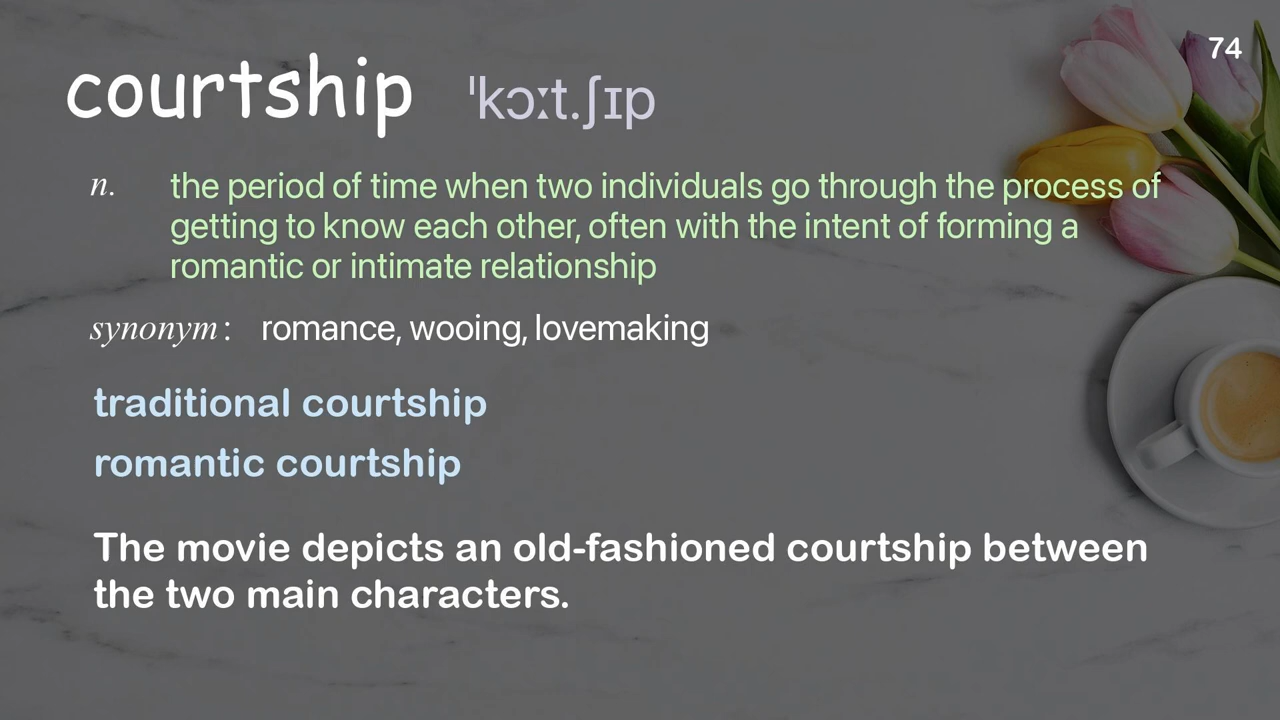 74
courtship ˈkɔːt.ʃɪp
n. the period of time when two individuals go through the process of
getting to know each other, often with the intent of forming a
romantic or intimate relationship
synonym: romance, wooing, lovemaking
traditional courtship
romantic courtship
The movie depicts an old-fashioned courtship between
the two main characters.